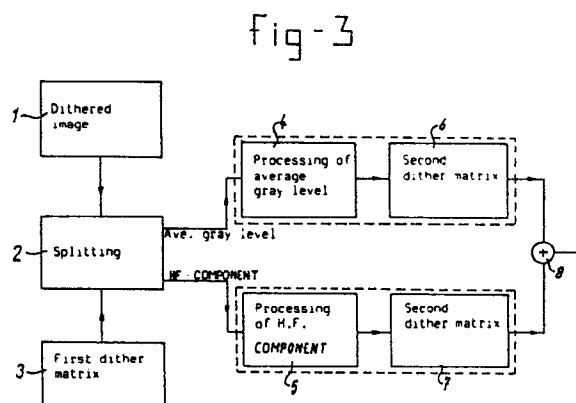 fig-3
1
Dithered
image
2
Splitting
3
First dither
matrix
Ave. gray level
HF COMPONENT
4
Processing of
average
gray level
6
Second
dither matrix
5
Processing
of H.F.
COMPONENT
7
Second
dither matrix
+
8